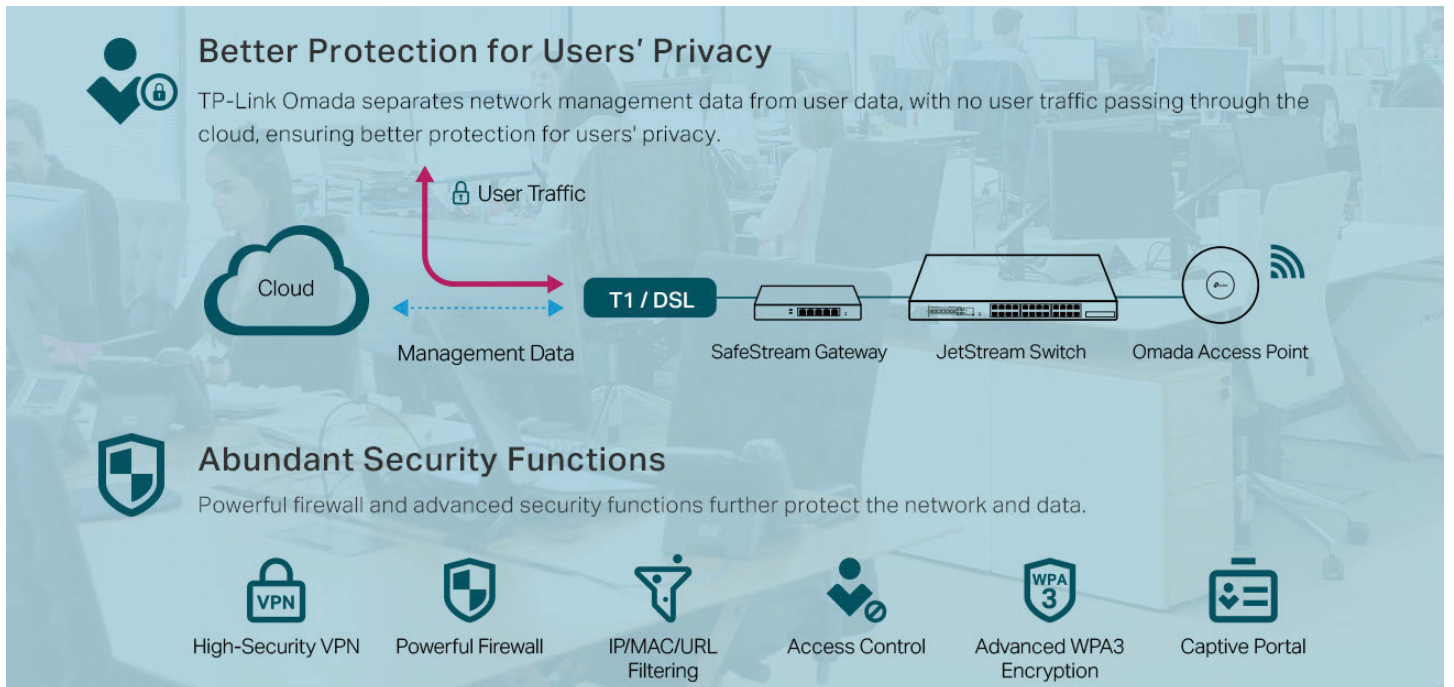 Better Protection for Users' Privacy
TP-Link Omada separates network management data from user data, with no user traffic passing through the
cloud, ensuring better protection for users' privacy.
User Traffic
Cloud
T1 / DSL
Management Data
SafeStream Gateway
JetStream Switch
Omada Access Point
Abundant Security Functions
Powerful firewall and advanced security functions further protect the network and data.
VPN
WPA
3
High-Security VPN
Powerful Firewall
IP/MAC/URL
Filtering
Access Control
Advanced WPA3
Encryption
Captive Portal